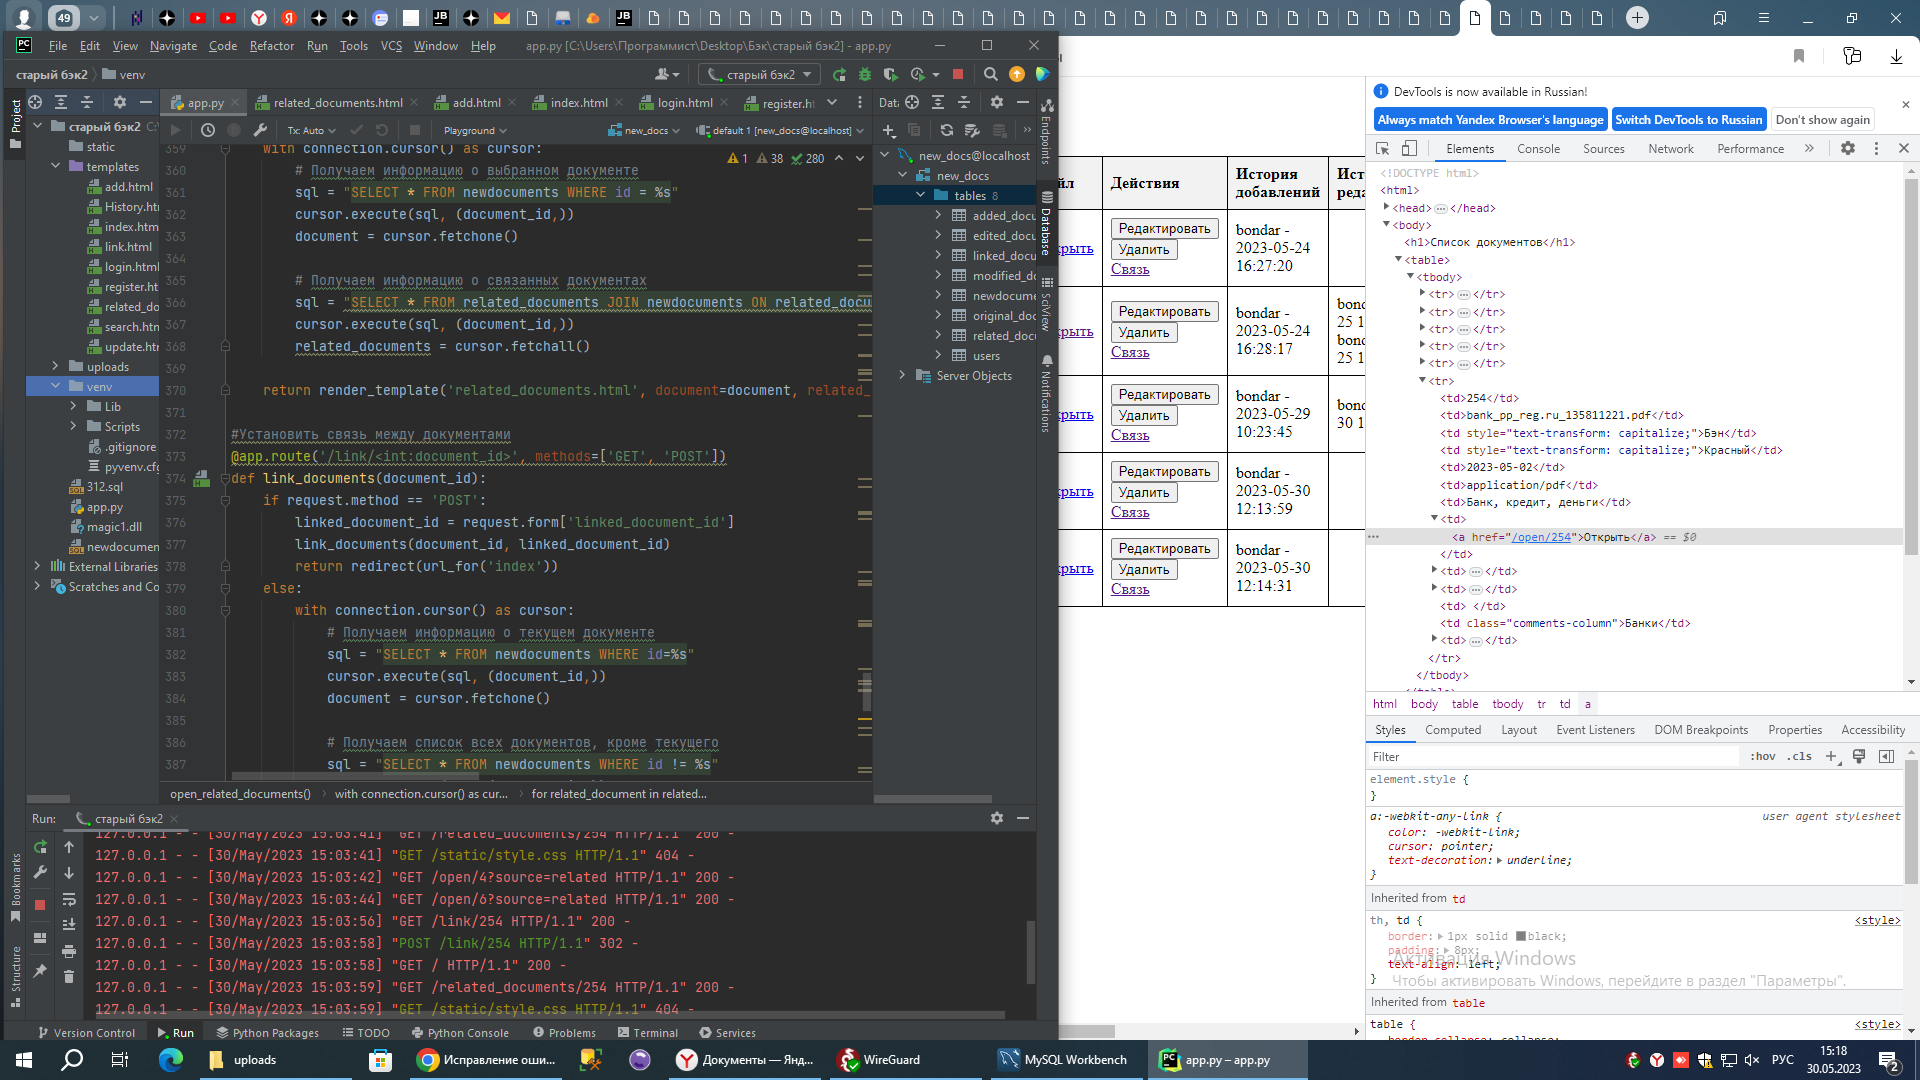 49
File Edit View Navigate Code Refactor Run Tools VCS Window Help
app.py [C:\Users\Программист\Desktop\Бэк\старый бэк2] - app.py
старый бэк2 venv
старый бэк2
app.py related_documents.html add.html index.html login.html register.ht
Tx: Auto Playground new_docs default 1 [new_docs@localhost]
Project
старый бэк2
static
templates
add.html
History.htm
index.html
link.html
login.html
register.ht
related_do
search.htm
update.htm
uploads
venv
Lib
Scripts
.gitignore
pyvenv.cfg
312.sql
app.py
magic1.dll
newdocumen
External Libraries
Scratches and Co
1 38 280
359 with connection.cursor() as cursor:
360 # Получаем информацию о выбранном документе
361 sql = "SELECT * FROM newdocuments WHERE id = %s"
362 cursor.execute(sql, (document_id,))
363 document = cursor.fetchone()
364
365 # Получаем информацию о связанных документах
366 sql = "SELECT * FROM related_documents JOIN newdocuments ON related_docu
367 cursor.execute(sql, (document_id,))
368 related_documents = cursor.fetchall()
369
370 return render_template('related_documents.html', document=document, related_
371
372 #Установить связь между документами
373 @app.route('/link/<int:document_id>', methods=['GET', 'POST'])
374 def link_documents(document_id):
375 if request.method == 'POST':
376 linked_document_id = request.form['linked_document_id']
377 link_documents(document_id, linked_document_id)
378 return redirect(url_for('index'))
379 else:
380 with connection.cursor() as cursor:
381 # Получаем информацию о текущем документе
382 sql = "SELECT * FROM newdocuments WHERE id=%s"
383 cursor.execute(sql, (document_id,))
384 document = cursor.fetchone()
385
386 # Получаем список всех документов, кроме текущего
387 sql = "SELECT * FROM newdocuments WHERE id != %s"
open_related_documents() with connection.cursor() as cur... for related_document in related...
Dat
new_docs@localhost
new_docs
tables 8
added_docu
edited_docu
linked_docu
modified_do
newdocume
original_doc
related_docu
users
Server Objects
Endpoints
Database
SciView
Notifications
Run: старый бэк2
127.0.0.1 - - [30/May/2023 15:03:41] "GET /related_documents/254 HTTP/1.1" 200 -
127.0.0.1 - - [30/May/2023 15:03:41] "GET /static/style.css HTTP/1.1" 404 -
127.0.0.1 - - [30/May/2023 15:03:42] "GET /open/4?source=related HTTP/1.1" 200 -
127.0.0.1 - - [30/May/2023 15:03:44] "GET /open/6?source=related HTTP/1.1" 200 -
127.0.0.1 - - [30/May/2023 15:03:56] "GET /link/254 HTTP/1.1" 200 -
127.0.0.1 - - [30/May/2023 15:03:58] "POST /link/254 HTTP/1.1" 302 -
127.0.0.1 - - [30/May/2023 15:03:58] "GET / HTTP/1.1" 200 -
127.0.0.1 - - [30/May/2023 15:03:59] "GET /related_documents/254 HTTP/1.1" 200 -
127.0.0.1 - - [30/May/2023 15:03:59] "GET /static/style.css HTTP/1.1" 404 -
Bookmarks
Structure
Version Control Run Python Packages TODO Python Console Problems Terminal Services
йл Действия История добавлений Ист реда
крыть Редактировать Удалить Связь bondar - 2023-05-24 16:27:20
крыть Редактировать Удалить Связь bondar - 2023-05-24 16:28:17 bonc 25 1 bonc 25 1
крыть Редактировать Удалить Связь bondar - 2023-05-29 10:23:45 bonc 30 1
крыть Редактировать Удалить Связь bondar - 2023-05-30 12:13:59
крыть Редактировать Удалить Связь bondar - 2023-05-30 12:14:31
DevTools is now available in Russian!
Always match Yandex Browser's language Switch DevTools to Russian Don't show again
Elements Console Sources Network Performance
<!DOCTYPE html>
<html>
<head> </head>
<body>
<h1>Список документов</h1>
<table>
<tbody>
<tr> </tr>
<tr> </tr>
<tr> </tr>
<tr> </tr>
<tr> </tr>
<tr>
<td>254</td>
<td>bank_pp_reg.ru_135811221.pdf</td>
<td style="text-transform: capitalize;">Бэн</td>
<td style="text-transform: capitalize;">Красный</td>
<td>2023-05-02</td>
<td>application/pdf</td>
<td>Банк, кредит, деньги</td>
<td>
<a href="/open/254">Открыть</a> == $0
</td>
<td> </td>
<td> </td>
<td> </td>
<td class="comments-column">Банки</td>
<td> </td>
</tr>
</tbody>
html body table tbody tr td a
Styles Computed Layout Event Listeners DOM Breakpoints Properties Accessibility
Filter :hov .cls
element.style {
}
a:-webkit-any-link { user agent stylesheet
color: -webkit-link;
cursor: pointer;
text-decoration: underline;
}
Inherited from td
th, td { <style>
border: 1px solid black;
padding: 8px;
text-align: left;
}
Активация Windows
Чтобы активировать Windows, перейдите в раздел "Параметры".
Inherited from table
table { <style>
border-collapse: collapse;
uploads Исправление оши... Документы — Янд... WireGuard MySQL Workbench app.py – app.py
РУС 15:18 30.05.2023 2